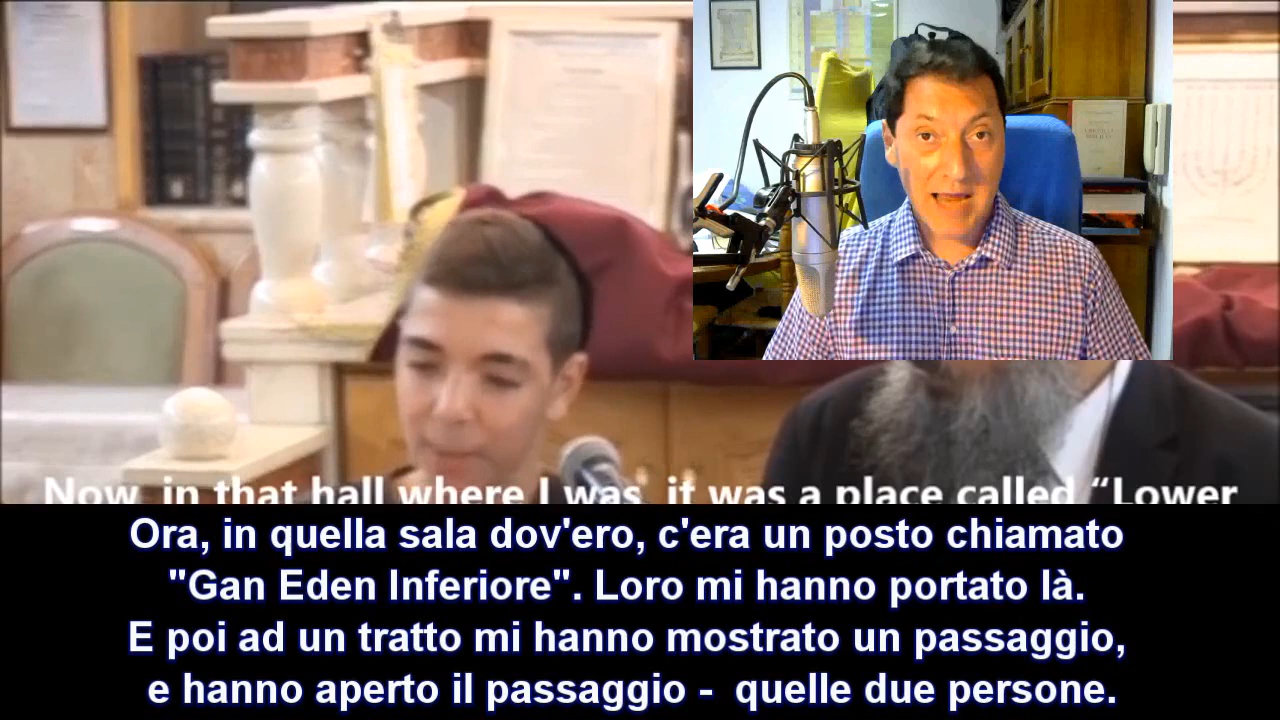 Now, in that hall where I was, it was a place called “Lower
Ora, in quella sala dov'ero, c'era un posto chiamato
"Gan Eden Inferiore". Loro mi hanno portato là.
E poi ad un tratto mi hanno mostrato un passaggio,
e hanno aperto il passaggio - quelle due persone.